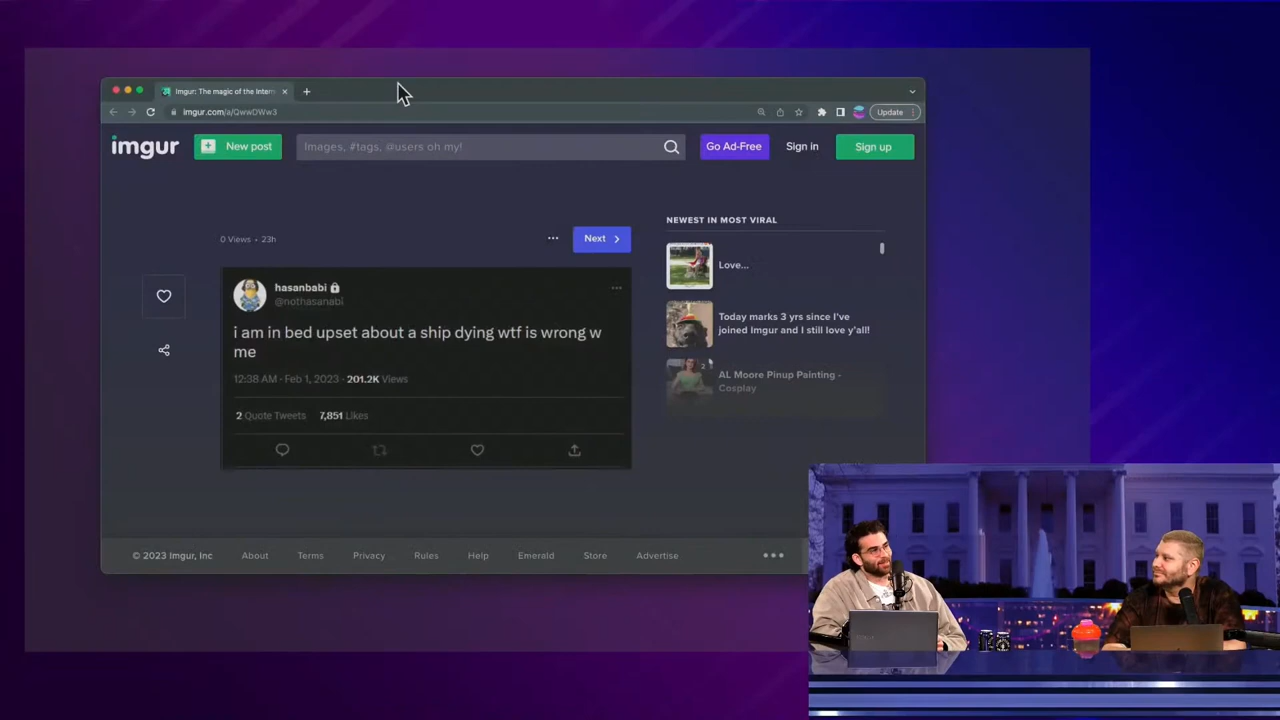 Imgur: The magic of the Intern
imgur.com/a/QwwDWw3
Update
imgur
New post
Images, #tags, @users oh my!
Go Ad-Free
Sign in
Sign up
NEWEST IN MOST VIRAL
0 Views • 23h
Next
Love...
hasanbabi
@nothasanabi
Today marks 3 yrs since I've
joined Imgur and I still love y'all!
i am in bed upset about a ship dying wtf is wrong w
me
2
AL Moore Pinup Painting -
Cosplay
12:38 AM · Feb 1, 2023 · 201.2K Views
2 Quote Tweets 7,851 Likes
© 2023 Imgur, Inc About Terms Privacy Rules Help Emerald Store Advertise